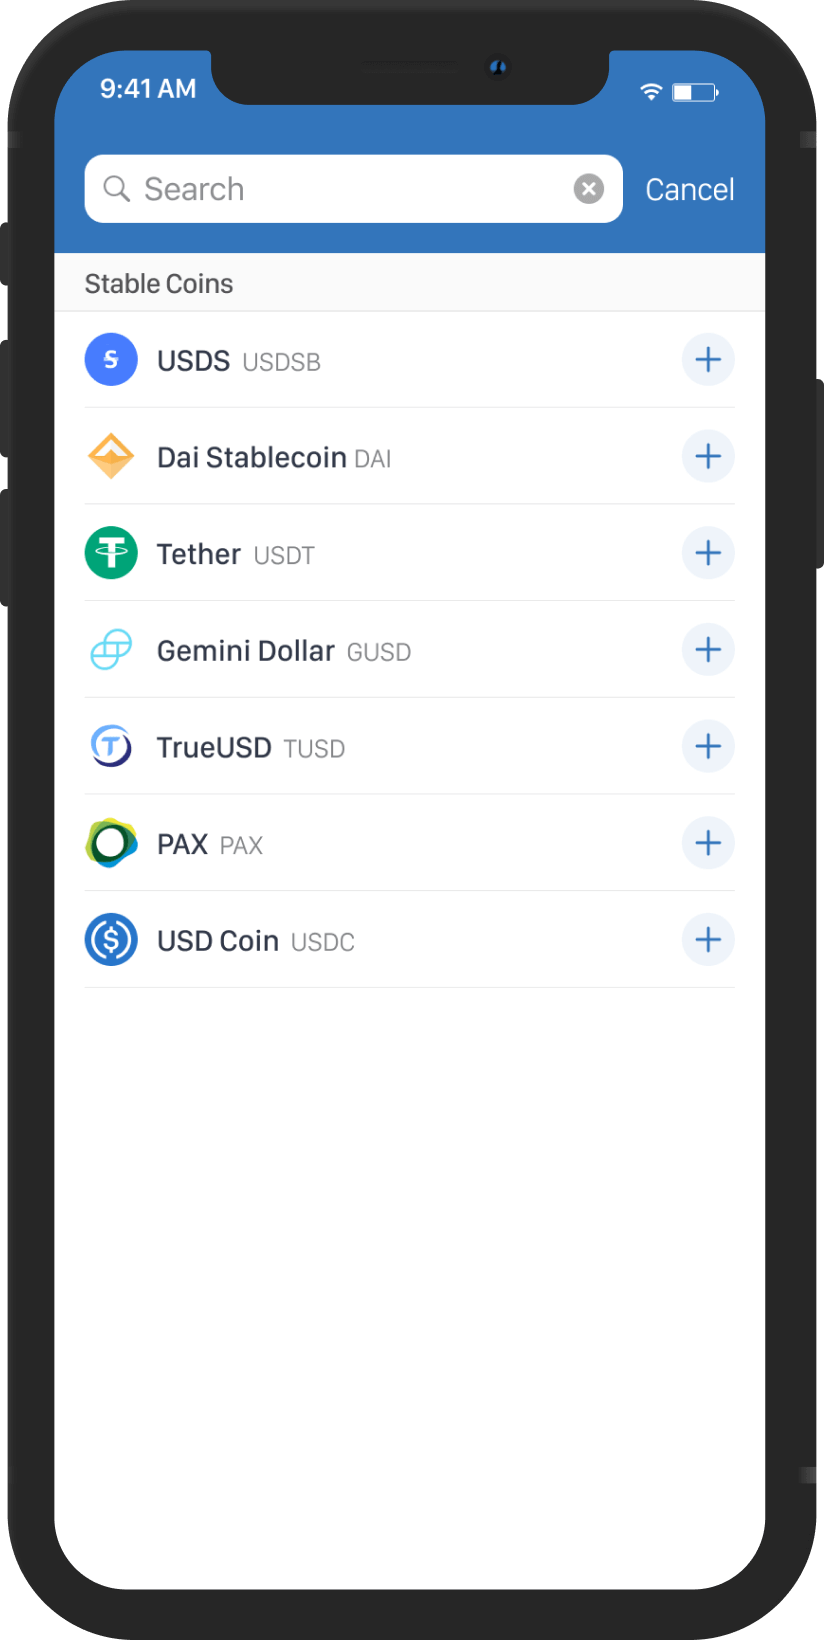 9:41 AM
Search
Cancel
Stable Coins
USDS USDSB
Dai Stablecoin DAI
Tether USDT
Gemini Dollar GUSD
TrueUSD TUSD
PAX PAX
USD Coin USDC